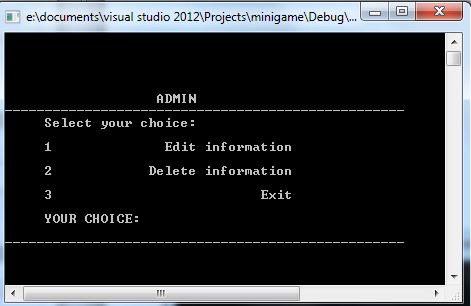 e:\documents\visual studio 2012\Projects\minigame\Debug\...
ADMIN
Select your choice:
1 Edit information
2 Delete information
3 Exit
YOUR CHOICE: